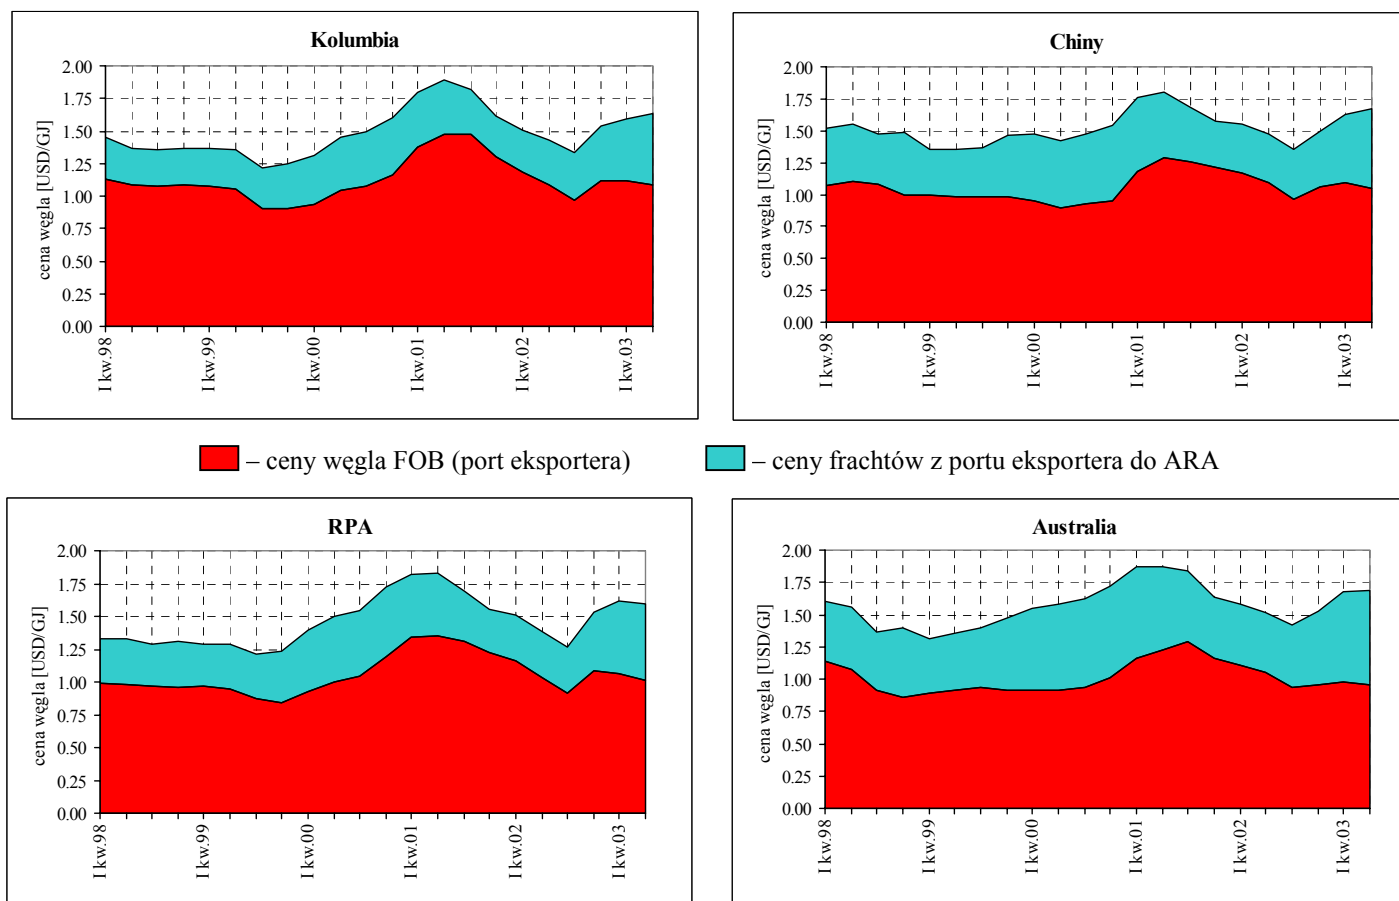 Kolumbia
2.00
1.75
1.50
1.25
1.00
0.75
0.50
0.25
0.00
cena węgla [USD/GJ]
I kw.98
I kw.99
I kw.00
I kw.01
I kw.02
I kw.03
Chiny
2.00
1.75
1.50
1.25
1.00
0.75
0.50
0.25
0.00
cena węgla [USD/GJ]
I kw.98
I kw.99
I kw.00
I kw.01
I kw.02
I kw.03
– ceny węgla FOB (port eksportera)
– ceny frachtów z portu eksportera do ARA
RPA
2.00
1.75
1.50
1.25
1.00
0.75
0.50
0.25
0.00
cena węgla [USD/GJ]
I kw.98
I kw.99
I kw.00
I kw.01
I kw.02
I kw.03
Australia
2.00
1.75
1.50
1.25
1.00
0.75
0.50
0.25
0.00
cena węgla [USD/GJ]
I kw.98
I kw.99
I kw.00
I kw.01
I kw.02
I kw.03